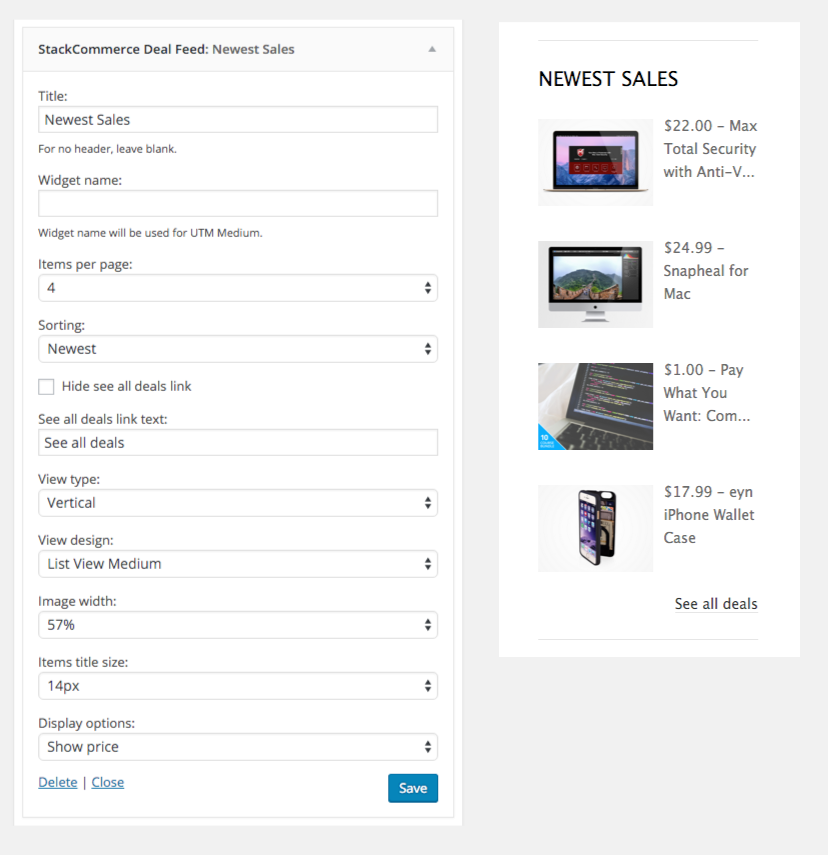 StackCommerce Deal Feed: Newest Sales
Title:
Newest Sales
For no header, leave blank.
Widget name:
Widget name will be used for UTM Medium.
Items per page:
4
Sorting:
Newest
Hide see all deals link
See all deals link text:
See all deals
View type:
Vertical
View design:
List View Medium
Image width:
57%
Items title size:
14px
Display options:
Show price
Delete | Close
Save
NEWEST SALES
$22.00 – Max
Total Security
with Anti-V...
$24.99 –
Snapheal for
Mac
$1.00 – Pay
What You
Want: Com...
10
$17.99 – eyn
iPhone Wallet
Case
See all deals